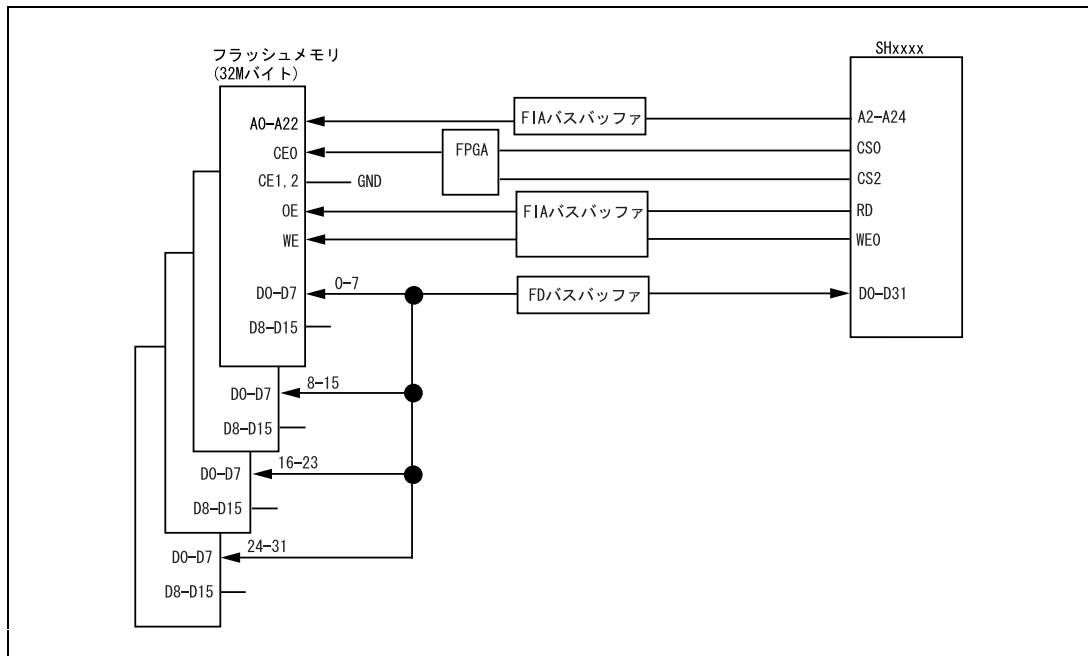 フラッシュメモリ
(32Mバイト)
SHxxxx
A0-A22
FIAバスバッファ
A2-A24
CE0
FPGA
CS0
CE1,2
GND
CS2
OE
FIAバスバッファ
RD
WE
WE0
D0-D7
0-7
FDバスバッファ
D0-D31
D8-D15
D0-D7
8-15
D8-D15
D0-D7
16-23
D8-D15
D0-D7
24-31
D8-D15